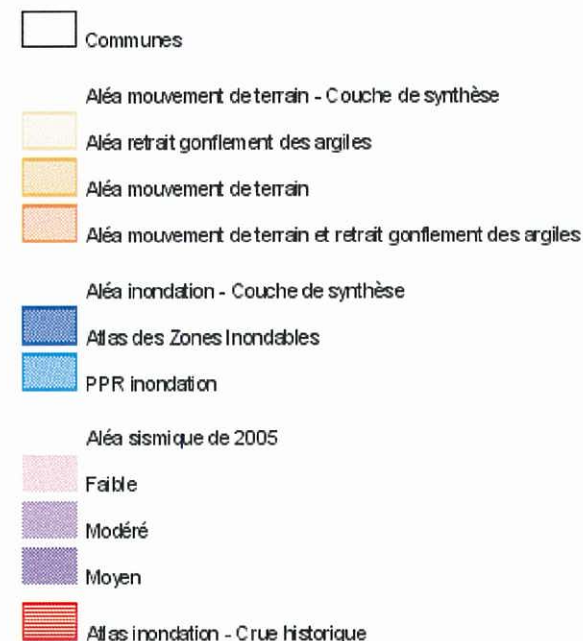 Communes
Aléa mouvement de terrain - Couche de synthèse
Aléa retrait gonflement des argiles
Aléa mouvement de terrain
Aléa mouvement de terrain et retrait gonflement des argiles
Aléa inondation - Couche de synthèse
Atlas des Zones Inondables
PPR inondation
Aléa sismique de 2005
Faible
Modéré
Moyen
Atlas inondation - Crue historique